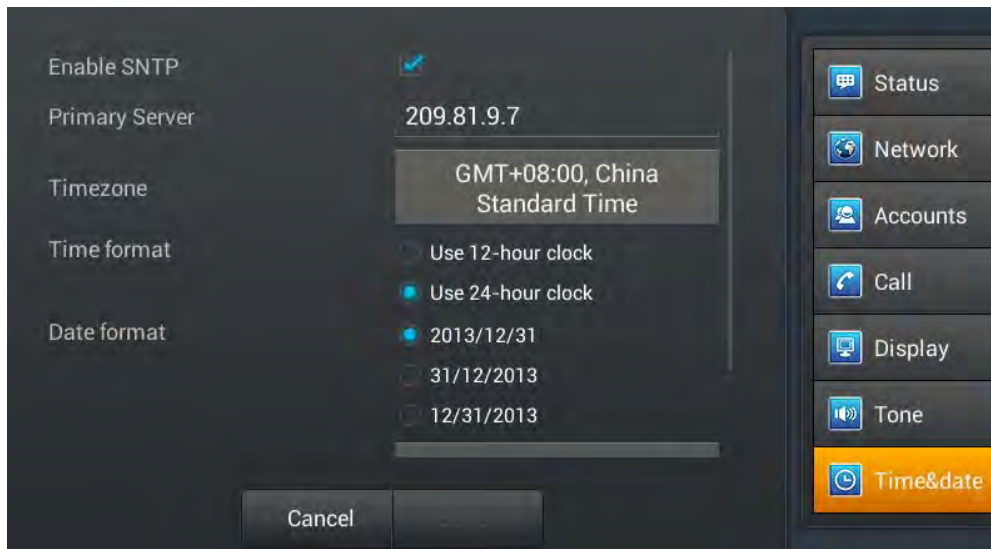 Enable SNTP
Primary Server
209.81.9.7
Timezone
GMT+08:00, China
Standard Time
Time format
Use 12-hour clock
Use 24-hour clock
Date format
2013/12/31
31/12/2013
12/31/2013
Cancel
Status
Network
Accounts
Call
Display
Tone
Time&date